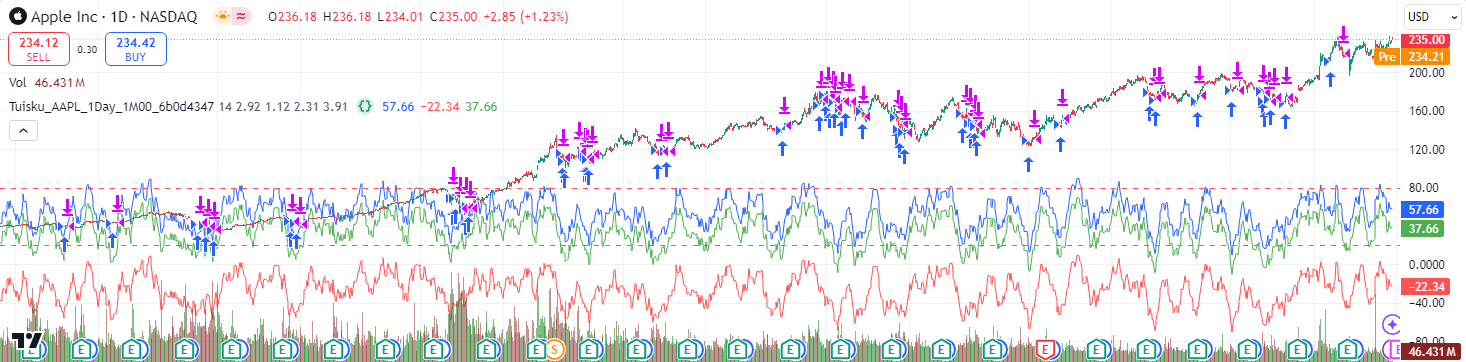 Apple Inc · 1D · NASDAQ O236.18 H236.18 L234.01 C235.00 +2.85 (+1.23%)
USD
234.12
SELL
0.30
234.42
BUY
Vol 46.431M
Tuisku_AAPL_1Day_1M00_6b0d4347 14 2.92 1.12 2.31 3.91 57.66 −22.34 37.66
235.00
Pre 234.21
200.00
160.00
120.00
80.00
57.66
37.66
0.0000
−22.34
−40.00
46.431M
E E E E E E E E E E E S E E E E E E E E E E E E E E E E E